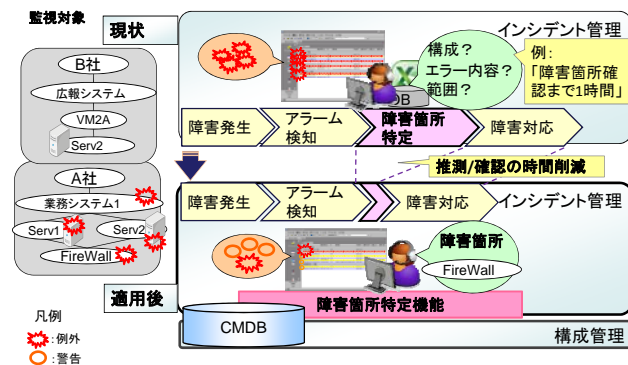 監視対象
現状
インシデント管理
B社
広報システム
VM2A
Serv2
構成？
エラー内容？
範囲？
例：
「障害箇所確
認まで1時間」
DB
障害発生
アラーム
検知
障害箇所
特定
障害対応
推測/確認の時間削減
A社
業務システム1
Serv1
Serv2
FireWall
障害発生
アラーム
検知
障害対応
インシデント管理
障害箇所
FireWall
適用後
障害箇所特定機能
CMDB
構成管理
凡例
：例外
：警告